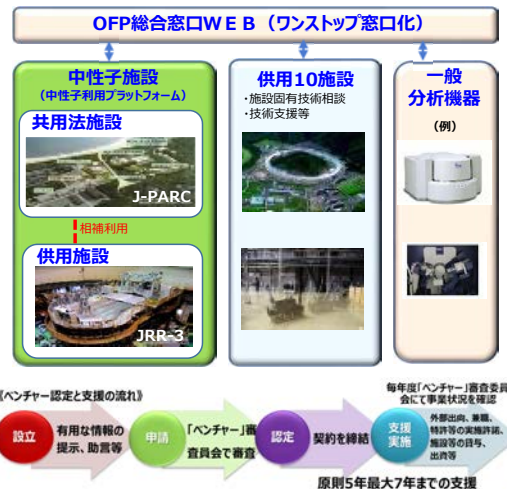 OFP総合窓口WEB（ワンストップ窓口化）
中性子施設
（中性子利用プラットフォーム）
共用法施設
J-PARC
相補利用
供用施設
JRR-3
供用10施設
・施設固有技術相談
・技術支援等
一般
分析機器
（例）
《ベンチャー認定と支援の流れ》
毎年度「ベンチャー」審査委員
会にて事業状況を確認
設立
有用な情報の
提示、助言等
申請
「ベンチャー」審
査員会で審査
認定
契約を締結
支援
実施
外部出向、兼職、
特許等の実施許諾、
施設等の貸与、
出資等
原則5年最大7年までの支援